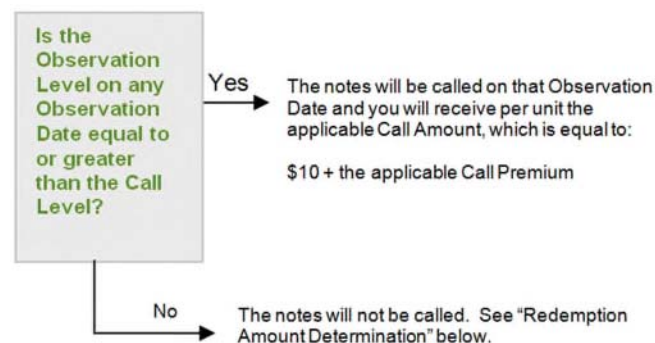 Is the
Observation
Level on any
Observation
Date equal to
or greater
than the Call
Level?
Yes
The notes will be called on that Observation
Date and you will receive per unit the
applicable Call Amount, which is equal to:
$10 + the applicable Call Premium
No
The notes will not be called. See "Redemption
Amount Determination" below.